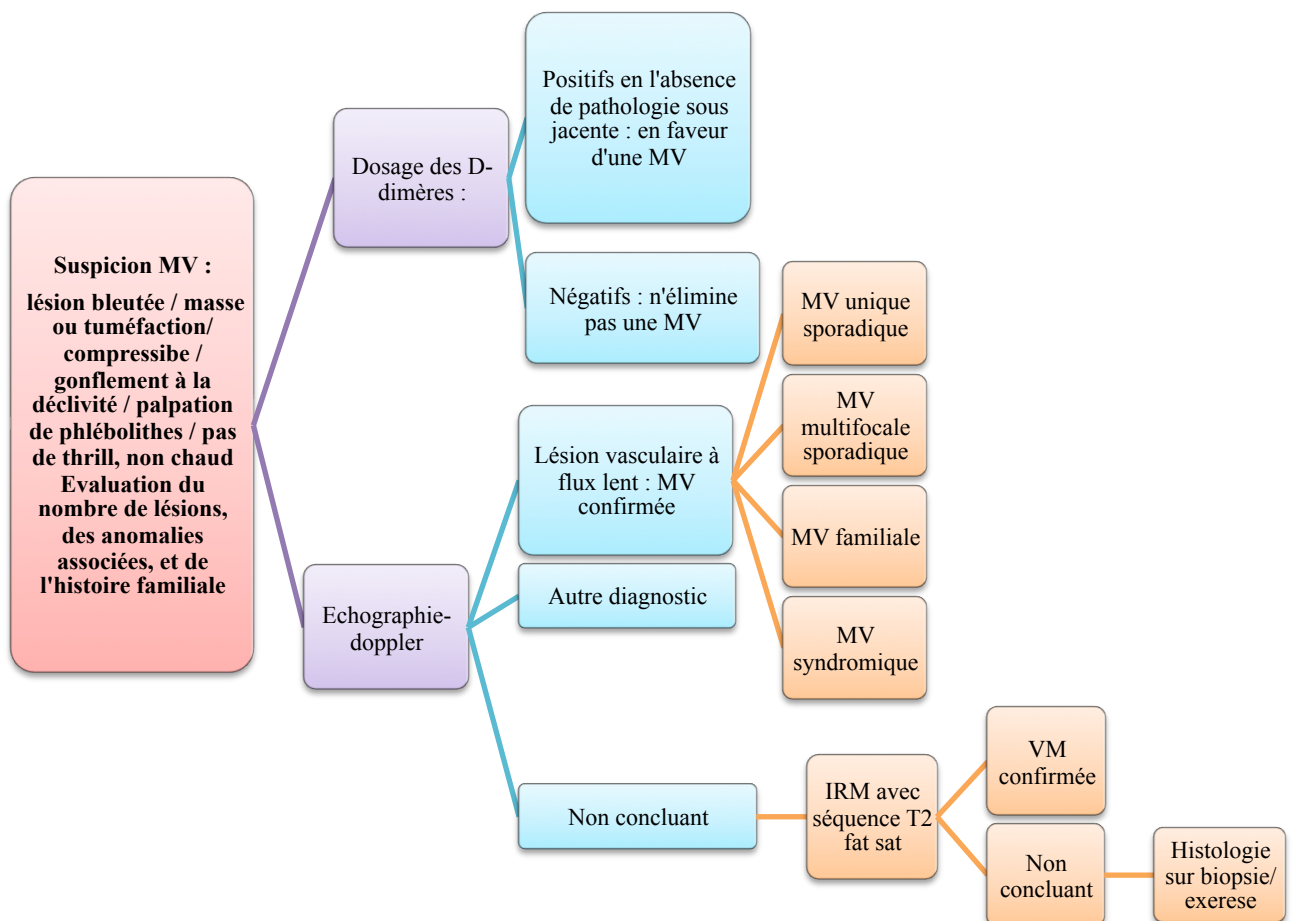 Suspicion MV :
lésion bleutée / masse
ou tuméfaction/
compressibe /
gonflement à la
déclivité / palpation
de phlébolithes / pas
de thrill, non chaud
Evaluation du
nombre de lésions,
des anomalies
associées, et de
l'histoire familiale
Dosage des D-
dimères :
Positifs en l'absence
de pathologie sous
jacente : en faveur
d'une MV
Négatifs : n'élimine
pas une MV
Echographie-
doppler
Lésion vasculaire à
flux lent : MV
confirmée
MV unique
sporadique
MV
multifocale
sporadique
MV familiale
MV
syndromique
Autre diagnostic
Non concluant
IRM avec
séquence T2
fat sat
VM
confirmée
Non
concluant
Histologie
sur biopsie/
exerese